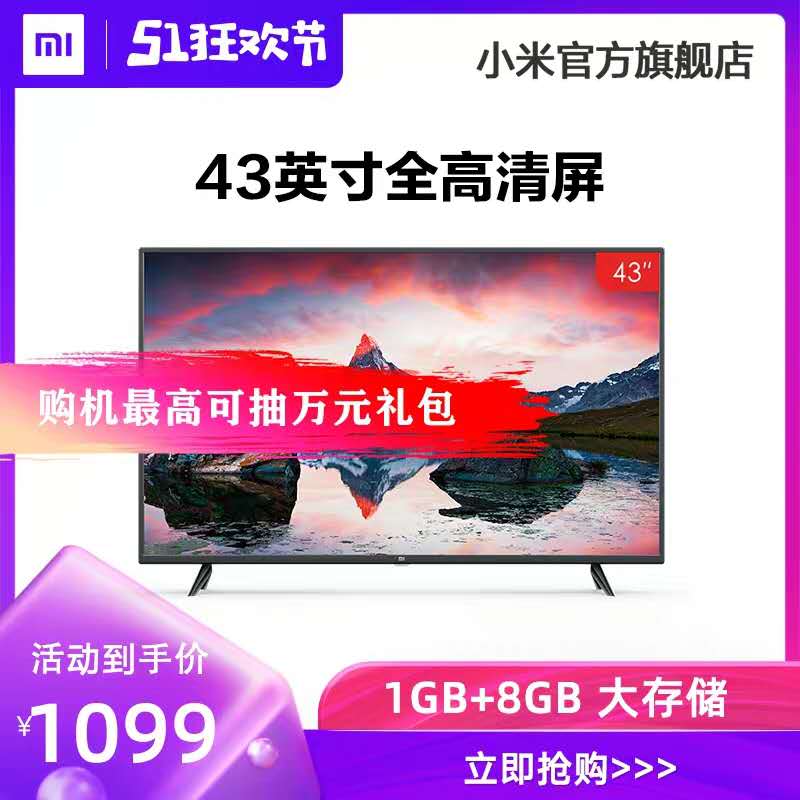 mi
51狂欢节
小米官方旗舰店
43英寸全高清屏
43"
购机最高可抽万元礼包
mi
活动到手价
¥1099
1GB+8GB 大存储
立即抢购>>>